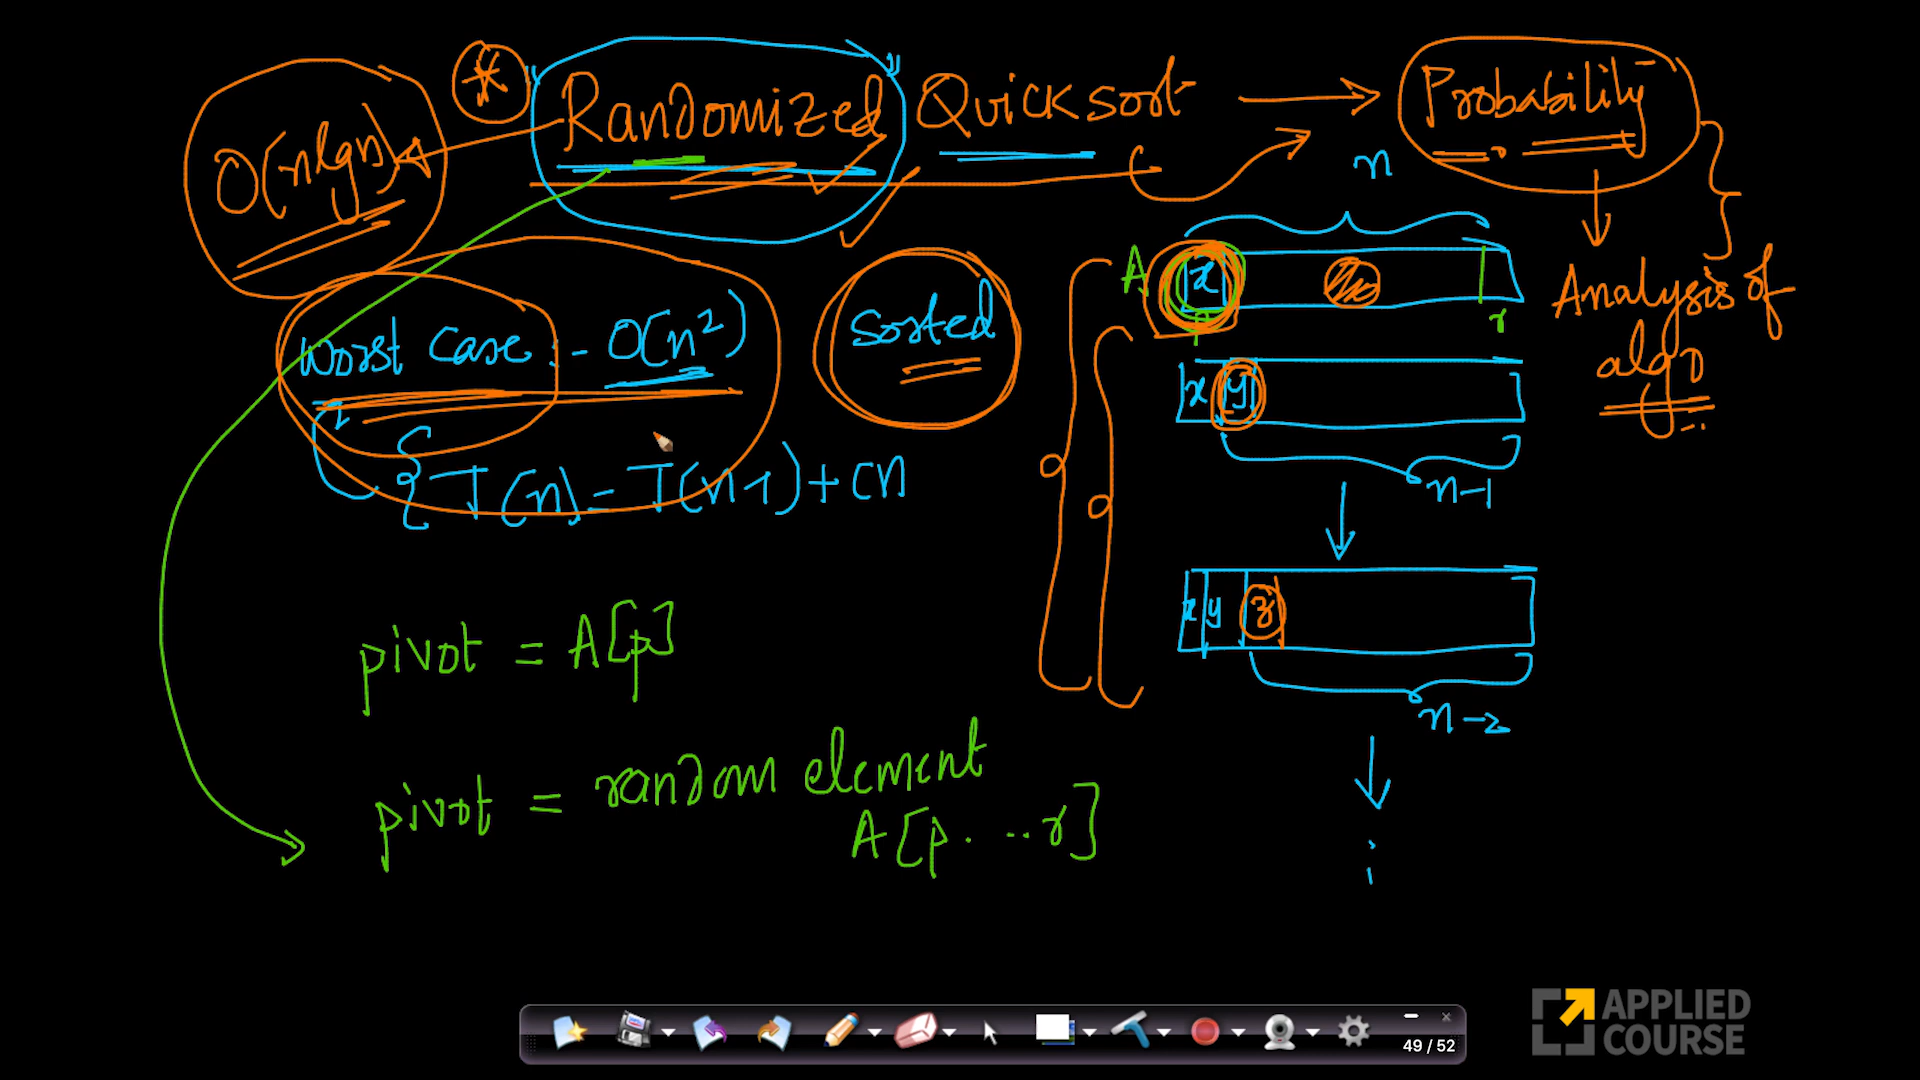 * Randomized Quicksort → Probability
O(n lgn)
n
Worst Case :- O(n²)
Sorted
A x
p r
Analysis of
algo
x y
n-1
T(n) = T(n-1) + cn
x y z
n-2
pivot = A[p]
pivot = random element
A[p. ...r]
49 / 52
APPLIED
COURSE